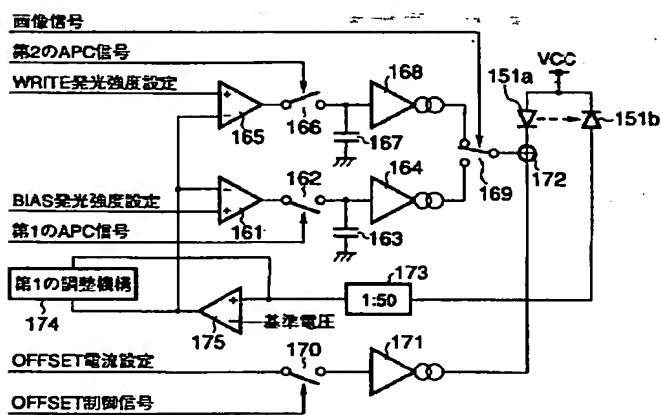 画像信号
第2のAPC信号
WRITE発光強度設定
165
166
167
168
VCC
151a
151b
172
169
BIAS発光強度設定
第1のAPC信号
161
162
163
164
第1の調整機構
174
175
基準電圧
173
1:50
OFFSET電流設定
OFFSET制御信号
170
171